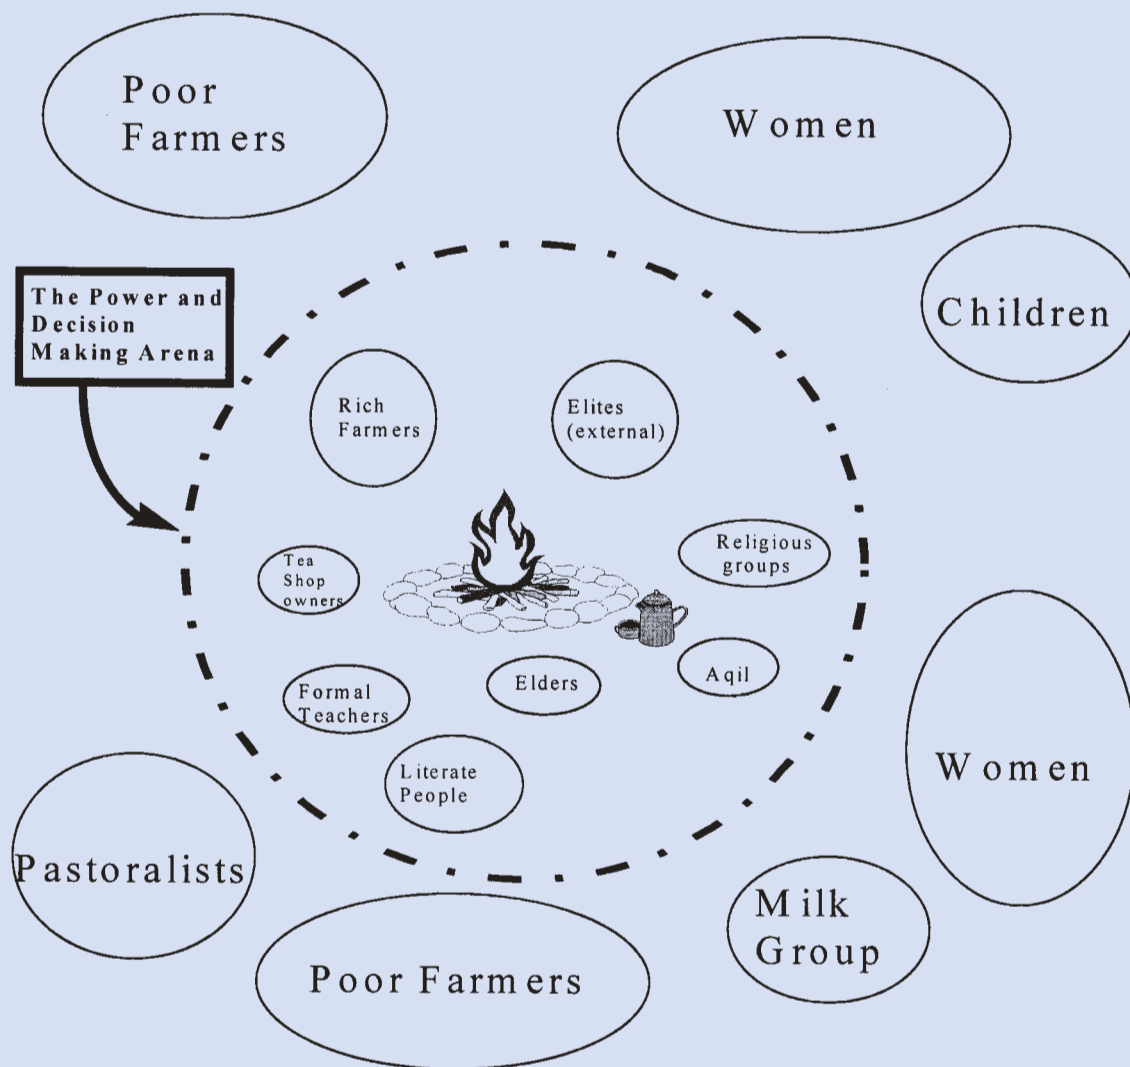 Poor
Farmers
Women
Children
The Power and
Decision
Making Arena
Rich
Farmers
Elites
(external)
Tea
Shop
owners
Religious
groups
Formal
Teachers
Elders
Aqil
Literate
People
Women
Pastoralists
Milk
Group
Poor Farmers